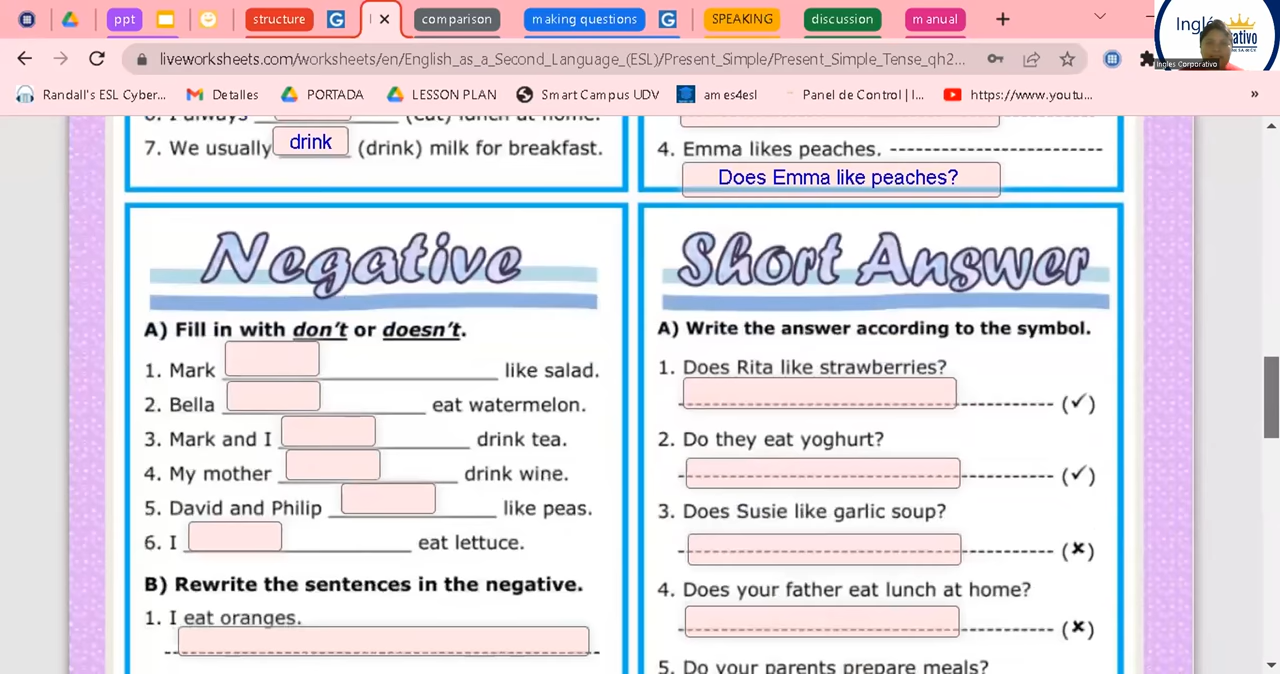 ppt
structure
comparison
making questions
SPEAKING
discussion
manual
liveworksheets.com/worksheets/en/English_as_a_Second_Language_(ESL)/Present_Simple/Present_Simple_Tense_qh2...
Inglés Corporativo
Randall's ESL Cyber...
Detalles
PORTADA
LESSON PLAN
Smart Campus UDV
ames4esl
Panel de Control | I...
https://www.youtu...
»
6. I always (eat) lunch at home.
7. We usually drink (drink) milk for breakfast.
4. Emma likes peaches.
Does Emma like peaches?
Negative
A) Fill in with don't or doesn't.
1. Mark like salad.
2. Bella eat watermelon.
3. Mark and I drink tea.
4. My mother drink wine.
5. David and Philip like peas.
6. I eat lettuce.
B) Rewrite the sentences in the negative.
1. I eat oranges.
Short Answer
A) Write the answer according to the symbol.
1. Does Rita like strawberries?
(✓)
2. Do they eat yoghurt?
(✓)
3. Does Susie like garlic soup?
(✗)
4. Does your father eat lunch at home?
(✗)
5. Do your parents prepare meals?